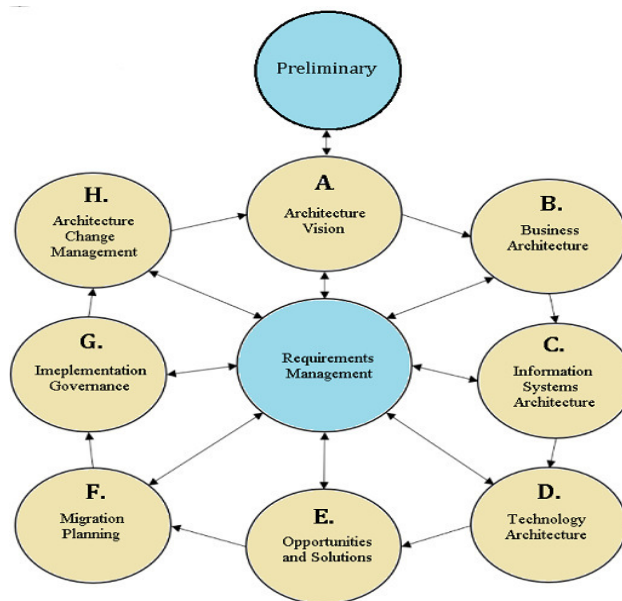 Preliminary
A
Architecture
Vision
B.
Business
Architecture
C.
Information
Systems
Architecture
D.
Technology
Architecture
E.
Opportunities
and Solutions
F.
Migration
Planning
G.
Imeplementation
Governance
H.
Architecture
Change
Management
Requirements
Management